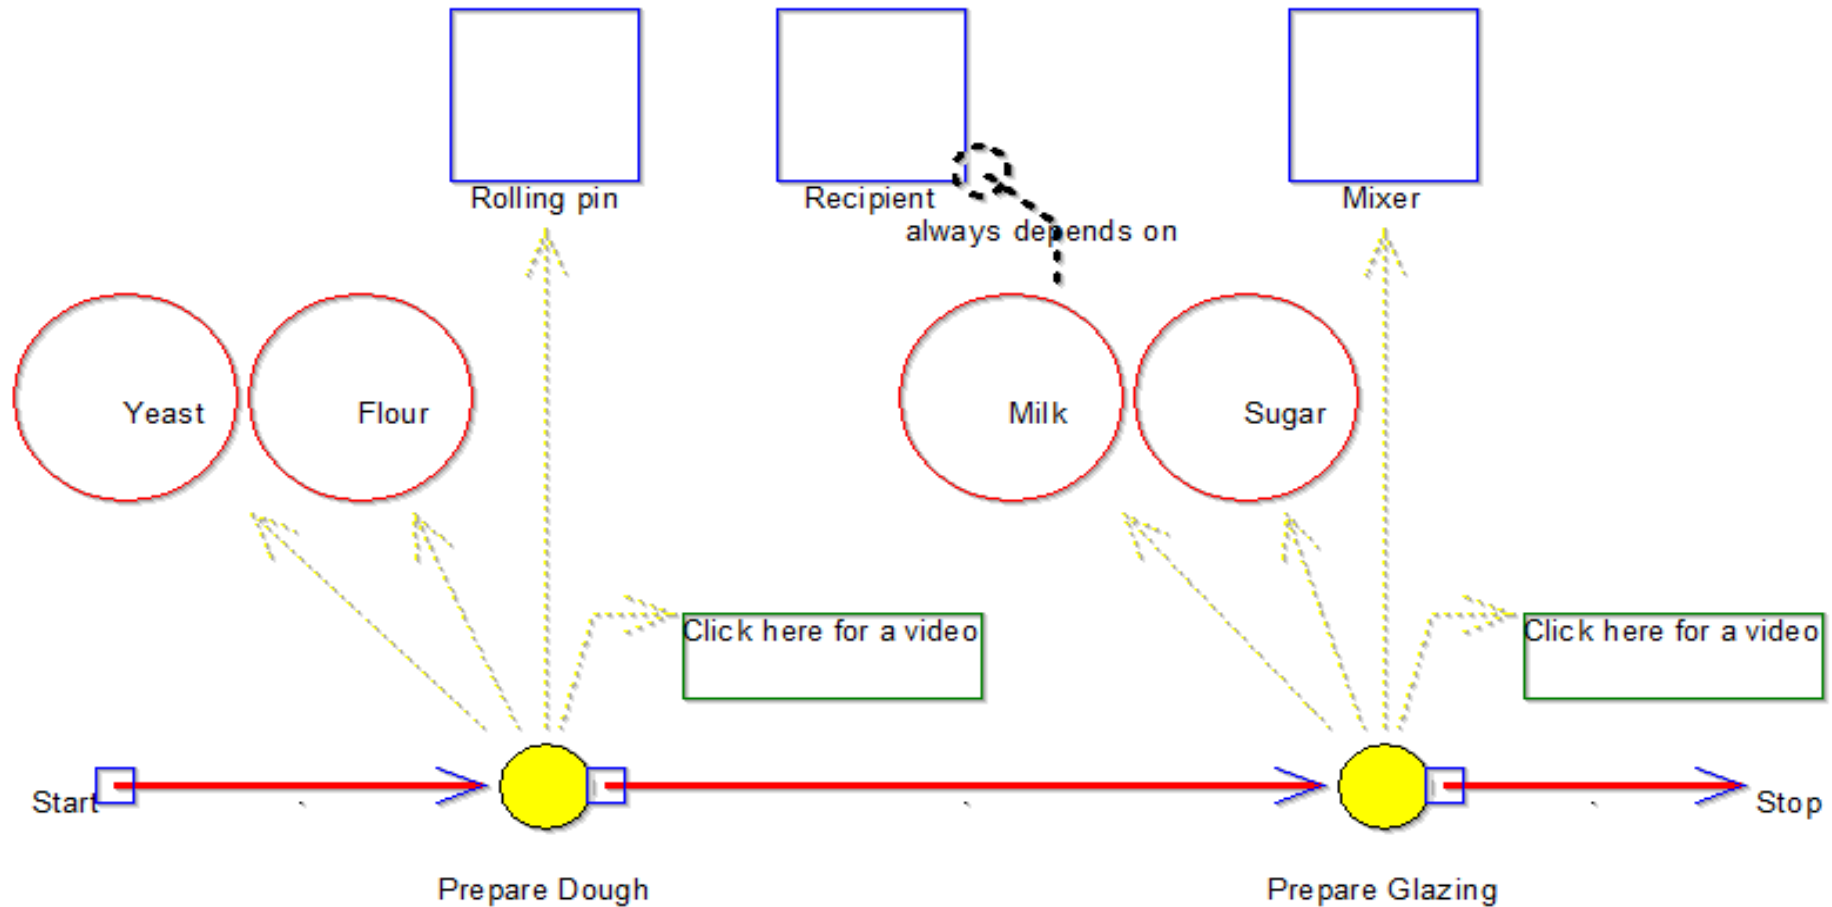 Rolling pin
Recipient
Mixer
always depends on
Yeast
Flour
Milk
Sugar
Click here for a video
Click here for a video
Start
Stop
Prepare Dough
Prepare Glazing